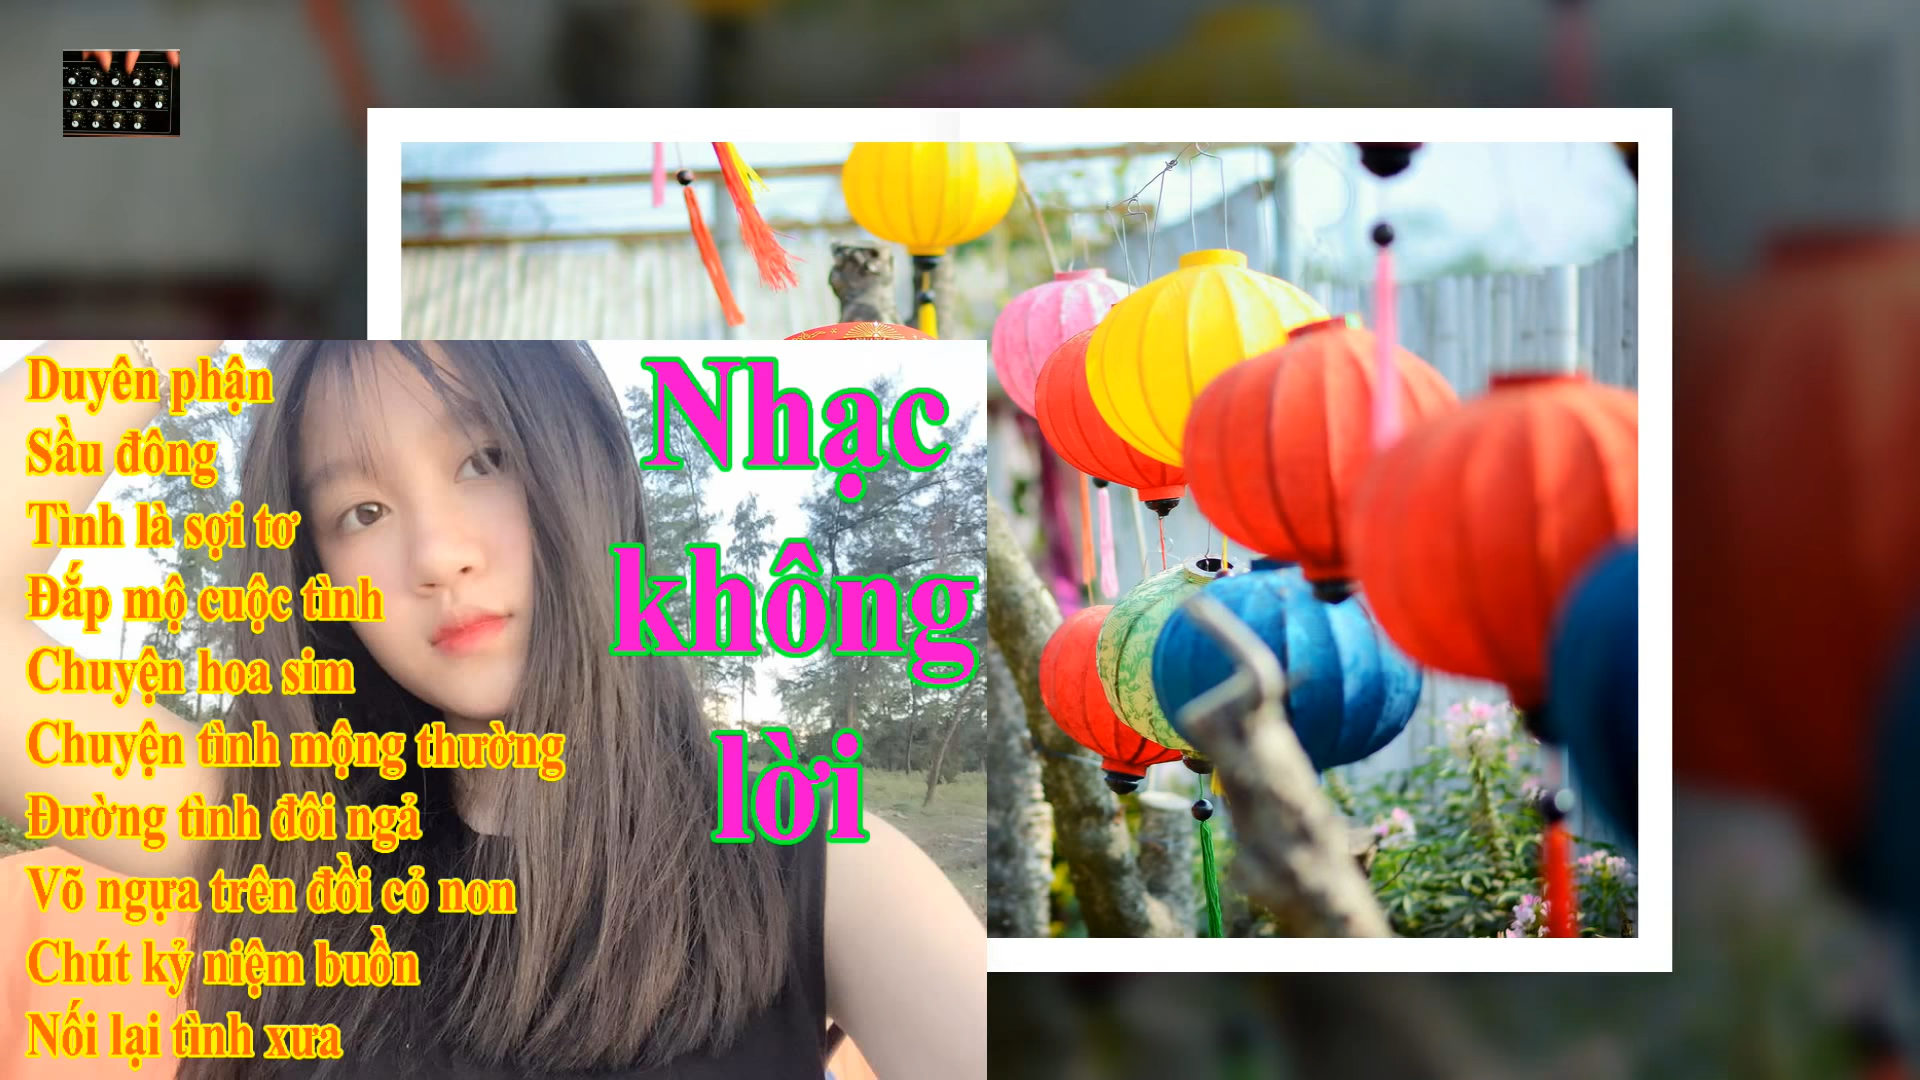 Duyên phận
Sầu đông
Tình là sợi tơ
Đắp mộ cuộc tình
Chuyện hoa sim
Chuyện tình mộng thường
Đường tình đôi ngả
Võ ngựa trên đồi cỏ non
Chút kỷ niệm buồn
Nối lại tình xưa
Nhạc
không
lời